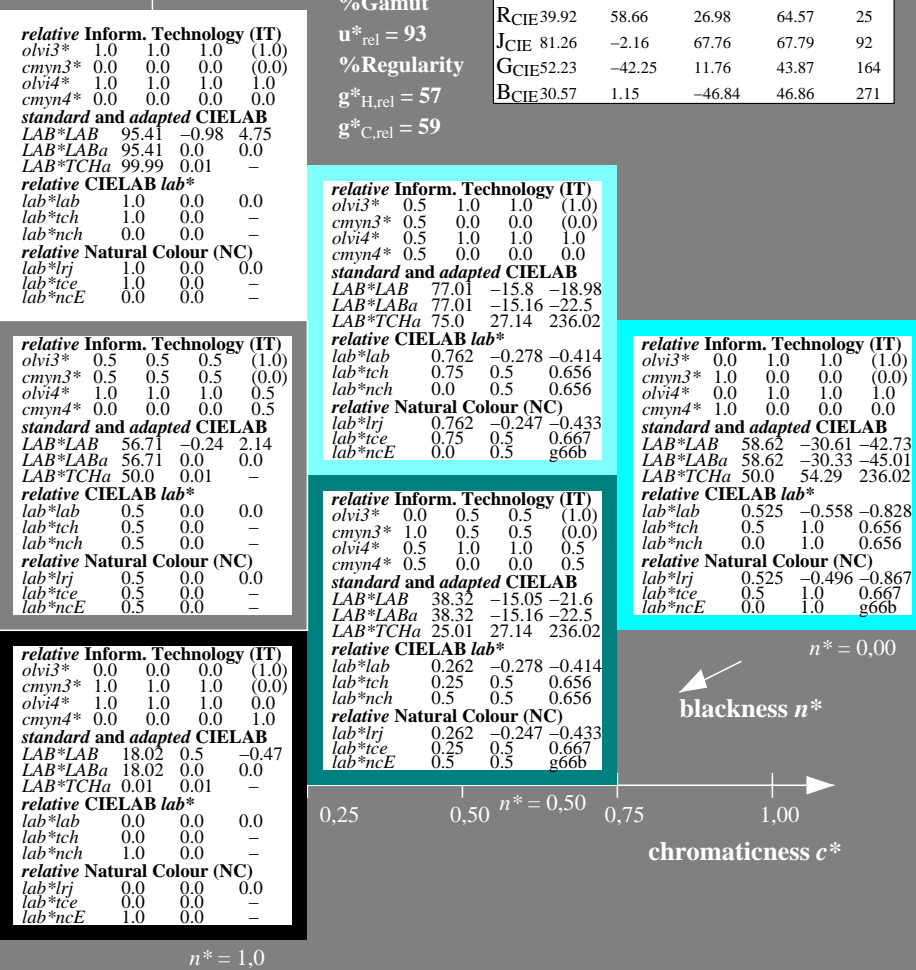 %Gamut
u*rel = 93
%Regularity
g*H,rel = 57
g*C,rel = 59
RCIE 39.92 58.66 26.98 64.57 25
JCIE 81.26 −2.16 67.76 67.79 92
GCIE 52.23 −42.25 11.76 43.87 164
BCIE 30.57 1.15 −46.84 46.86 271
relative Inform. Technology (IT)
olvi3* 1.0 1.0 1.0 (1.0)
cmyn3* 0.0 0.0 0.0 (0.0)
olvi4* 1.0 1.0 1.0 1.0
cmyn4* 0.0 0.0 0.0 0.0
standard and adapted CIELAB
LAB*LAB 95.41 −0.98 4.75
LAB*LABa 95.41 0.0 0.0
LAB*TCHa 99.99 0.01 –
relative CIELAB lab*
lab*lab 1.0 0.0 0.0
lab*tch 1.0 0.0 –
lab*nch 0.0 0.0 –
relative Natural Colour (NC)
lab*lrj 1.0 0.0 0.0
lab*tce 1.0 0.0 –
lab*ncE 0.0 0.0 –
relative Inform. Technology (IT)
olvi3* 0.5 1.0 1.0 (1.0)
cmyn3* 0.5 0.0 0.0 (0.0)
olvi4* 0.5 1.0 1.0 1.0
cmyn4* 0.5 0.0 0.0 0.0
standard and adapted CIELAB
LAB*LAB 77.01 −15.8 −18.98
LAB*LABa 77.01 −15.16 −22.5
LAB*TCHa 75.0 27.14 236.02
relative CIELAB lab*
lab*lab 0.762 −0.278 −0.414
lab*tch 0.75 0.5 0.656
lab*nch 0.0 0.5 0.656
relative Natural Colour (NC)
lab*lrj 0.762 −0.247 −0.433
lab*tce 0.75 0.5 0.667
lab*ncE 0.0 0.5 g66b
relative Inform. Technology (IT)
olvi3* 0.5 0.5 0.5 (1.0)
cmyn3* 0.5 0.5 0.5 (0.0)
olvi4* 1.0 1.0 1.0 0.5
cmyn4* 0.0 0.0 0.0 0.5
standard and adapted CIELAB
LAB*LAB 56.71 −0.24 2.14
LAB*LABa 56.71 0.0 0.0
LAB*TCHa 50.0 0.01 –
relative CIELAB lab*
lab*lab 0.5 0.0 0.0
lab*tch 0.5 0.0 –
lab*nch 0.5 0.0 –
relative Natural Colour (NC)
lab*lrj 0.5 0.0 0.0
lab*tce 0.5 0.0 –
lab*ncE 0.5 0.0 –
relative Inform. Technology (IT)
olvi3* 0.0 1.0 1.0 (1.0)
cmyn3* 1.0 0.0 0.0 (0.0)
olvi4* 0.0 1.0 1.0 1.0
cmyn4* 1.0 0.0 0.0 0.0
standard and adapted CIELAB
LAB*LAB 58.62 −30.61 −42.73
LAB*LABa 58.62 −30.33 −45.01
LAB*TCHa 50.0 54.29 236.02
relative CIELAB lab*
lab*lab 0.525 −0.558 −0.828
lab*tch 0.5 1.0 0.656
lab*nch 0.0 1.0 0.656
relative Natural Colour (NC)
lab*lrj 0.525 −0.496 −0.867
lab*tce 0.5 1.0 0.667
lab*ncE 0.0 1.0 g66b
relative Inform. Technology (IT)
olvi3* 0.0 0.5 0.5 (1.0)
cmyn3* 1.0 0.5 0.5 (0.0)
olvi4* 0.5 1.0 1.0 0.5
cmyn4* 0.5 0.0 0.0 0.5
standard and adapted CIELAB
LAB*LAB 38.32 −15.05 −21.6
LAB*LABa 38.32 −15.16 −22.5
LAB*TCHa 25.01 27.14 236.02
relative CIELAB lab*
lab*lab 0.262 −0.278 −0.414
lab*tch 0.25 0.5 0.656
lab*nch 0.5 0.5 0.656
relative Natural Colour (NC)
lab*lrj 0.262 −0.247 −0.433
lab*tce 0.25 0.5 0.667
lab*ncE 0.5 0.5 g66b
relative Inform. Technology (IT)
olvi3* 0.0 0.0 0.0 (1.0)
cmyn3* 1.0 1.0 1.0 (0.0)
olvi4* 1.0 1.0 1.0 0.0
cmyn4* 0.0 0.0 0.0 1.0
standard and adapted CIELAB
LAB*LAB 18.02 0.5 −0.47
LAB*LABa 18.02 0.0 0.0
LAB*TCHa 0.01 0.01 –
relative CIELAB lab*
lab*lab 0.0 0.0 0.0
lab*tch 0.0 0.0 –
lab*nch 1.0 0.0 –
relative Natural Colour (NC)
lab*lrj 0.0 0.0 0.0
lab*tce 0.0 0.0 –
lab*ncE 1.0 0.0 –
n* = 0,00
blackness n*
0,25 0,50 n* = 0,50 0,75 1,00
chromaticness c*
n* = 1,0